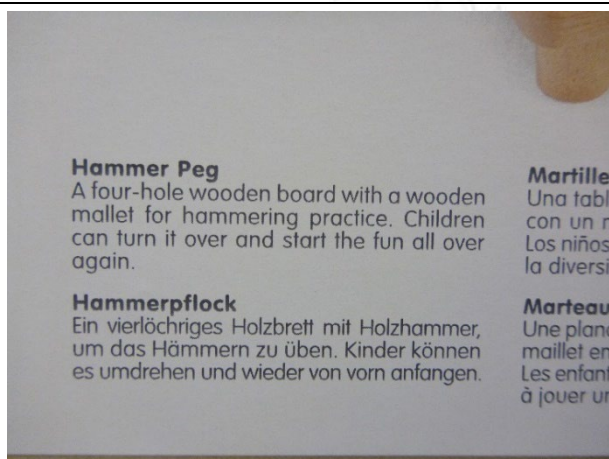 Hammer Peg
A four-hole wooden board with a wooden
mallet for hammering practice. Children
can turn it over and start the fun all over
again.
Hammerpflock
Ein vierlöchriges Holzbrett mit Holzhammer,
um das Hämmern zu üben. Kinder können
es umdrehen und wieder von vorn anfangen.
Una
con un
Los niños
la
Une
maillet
Les
à jouer